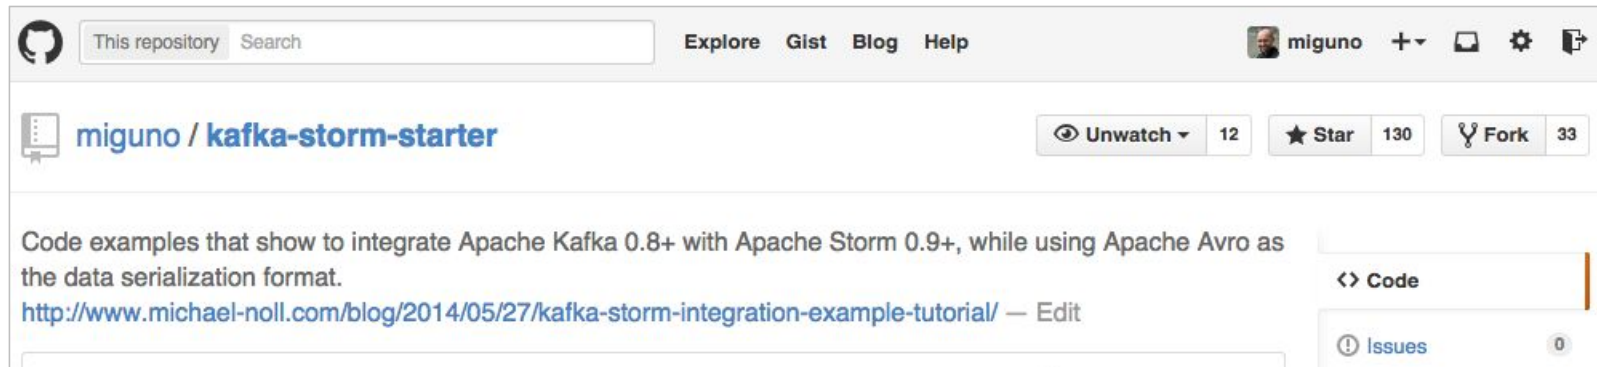 This repository Search Explore Gist Blog Help miguno
miguno / kafka-storm-starter Unwatch 12 Star 130 Fork 33
Code examples that show to integrate Apache Kafka 0.8+ with Apache Storm 0.9+, while using Apache Avro as
the data serialization format.
http://www.michael-noll.com/blog/2014/05/27/kafka-storm-integration-example-tutorial/ — Edit
<> Code
Issues 0